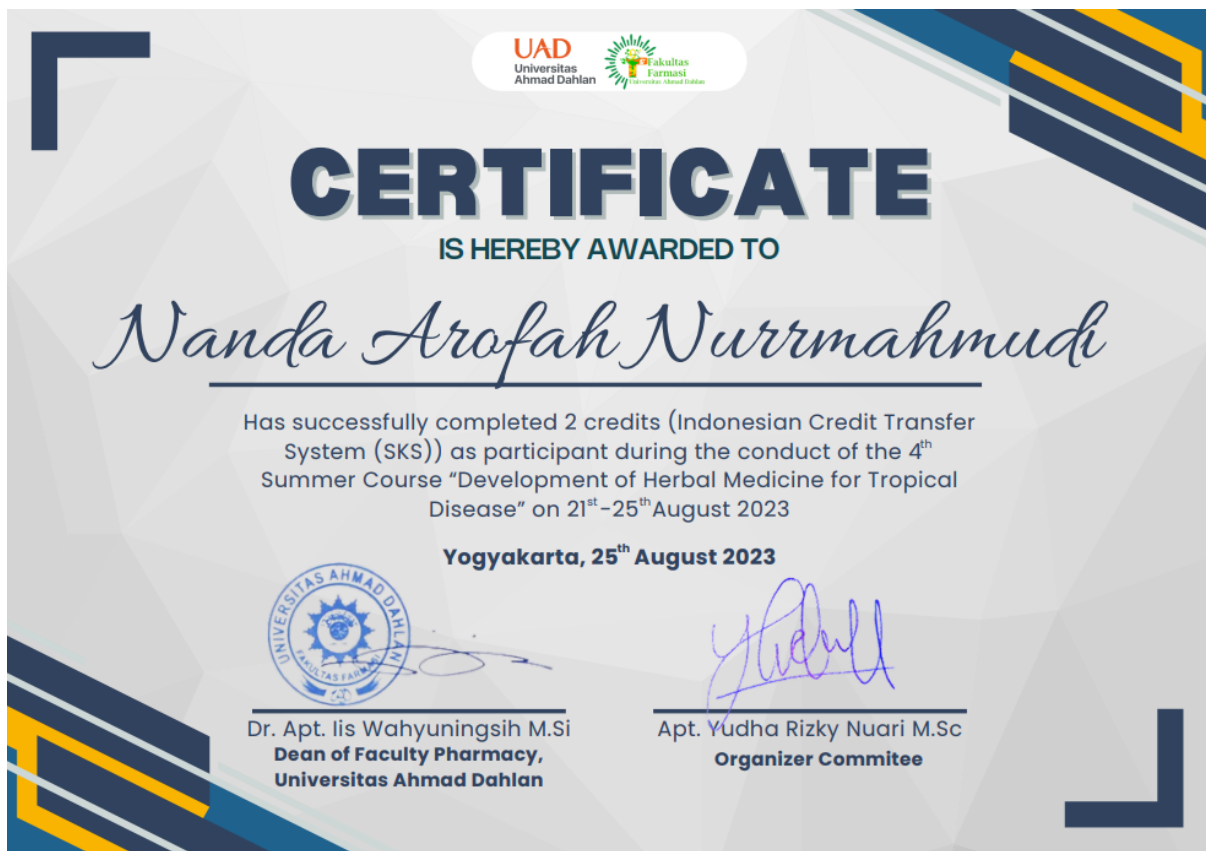 UAD
Universitas
Ahmad Dahlan
Fakultas
Farmasi
Universitas Ahmad Dahlan
CERTIFICATE
IS HEREBY AWARDED TO
Nanda Arofah Nurrmahmudi
Has successfully completed 2 credits (Indonesian Credit Transfer
System (SKS)) as participant during the conduct of the 4th
Summer Course “Development of Herbal Medicine for Tropical
Disease” on 21st-25th August 2023
Yogyakarta, 25th August 2023
UNIVERSITAS AHMAD DAHLAN
FAKULTAS FARMASI
Dr. Apt. Iis Wahyuningsih M.Si
Dean of Faculty Pharmacy,
Universitas Ahmad Dahlan
Apt. Yudha Rizky Nuari M.Sc
Organizer Commitee